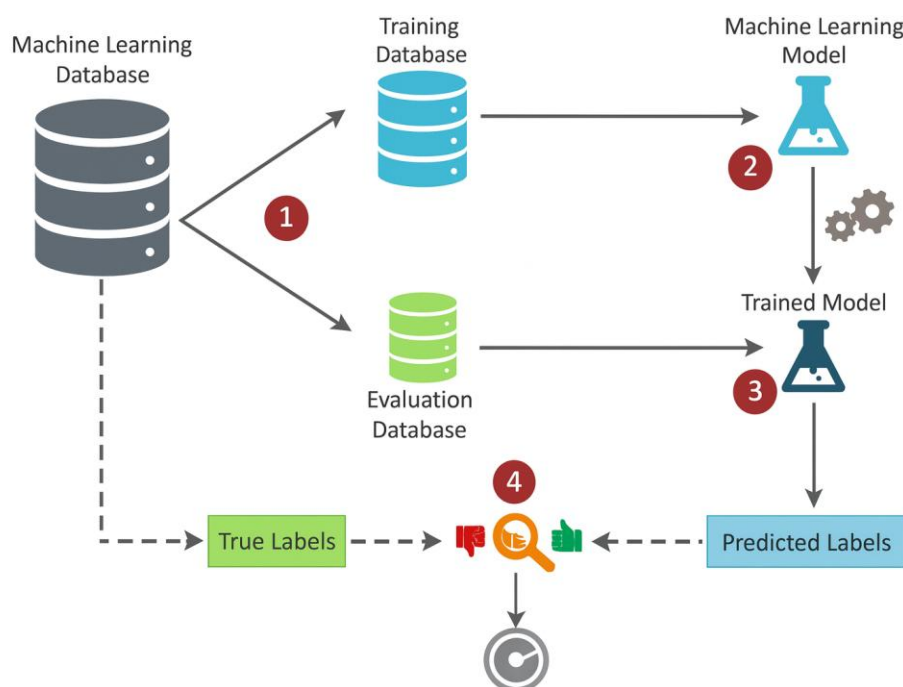 Machine Learning
Database
Training
Database
Machine Learning
Model
1
2
Trained Model
3
Evaluation
Database
4
True Labels
Predicted Labels